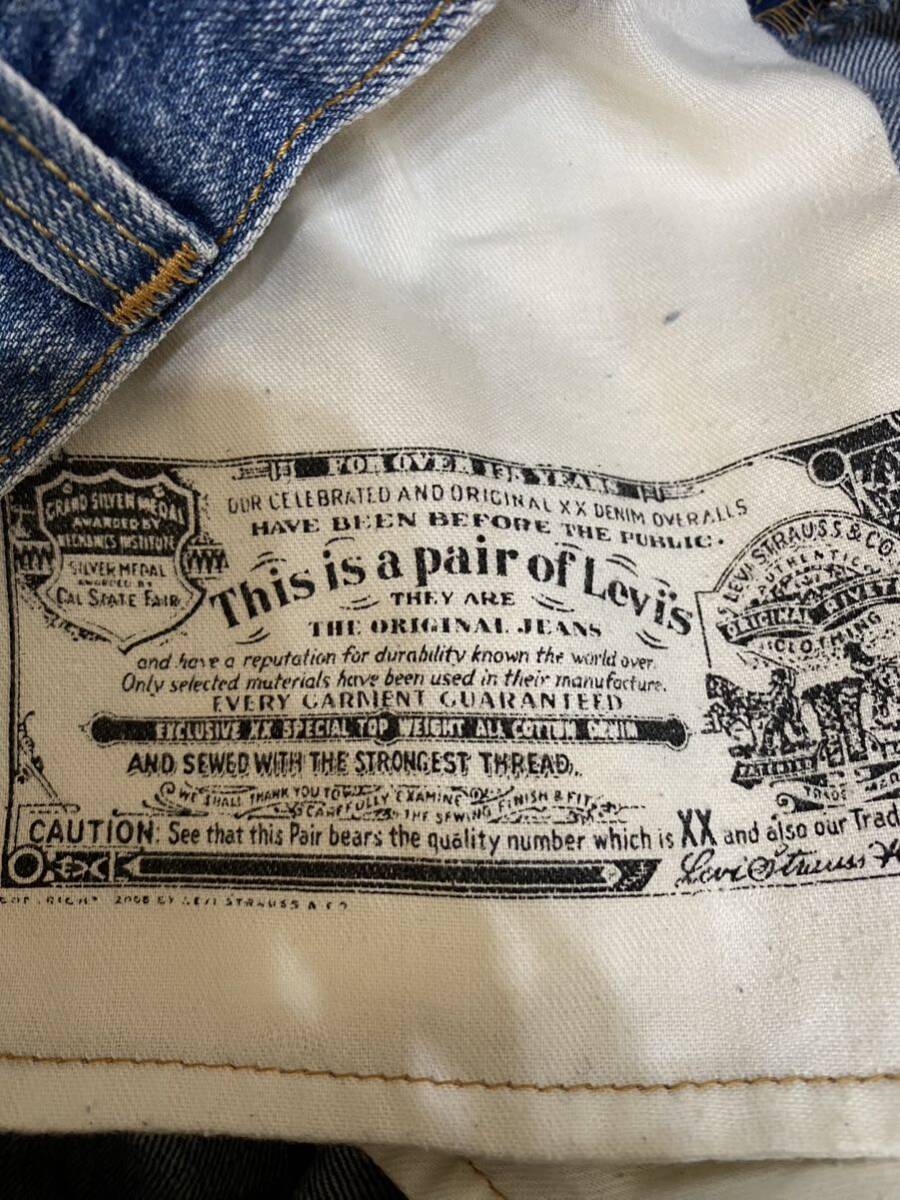 FOR OVER 135 YEARS
OUR CELEBRATED AND ORIGINAL XX DENIM OVERALLS
HAVE BEEN BEFORE THE PUBLIC.
This is a pair of Levi's
THEY ARE
THE ORIGINAL JEANS
and have a reputation for durability known the world over.
Only selected materials have been used in their manufacture.
EVERY GARMENT GUARANTEED
EXCLUSIVE XX SPECIAL TOP WEIGHT ALL COTTON DENIM
AND SEWED WITH THE STRONGEST THREAD.
WE SHALL THANK YOU TO
CAREFULLY EXAMINE
THE SEWING,
FINISH & FIT
CAUTION: See that this Pair bears the quality number which is XX and also our Trad
Levi Strauss
2008 BY LEVI STRAUSS & CO
GRAND SILVER MEDAL
AWARDED BY
MECHANICS INSTITUTE
SILVER MEDAL
AWARDED BY
CAL STATE FAIR
LEVI STRAUSS & CO
AUTHENTIC
ORIGINAL RIVETE
CLOTHING
PATENTED
TRADE MAR